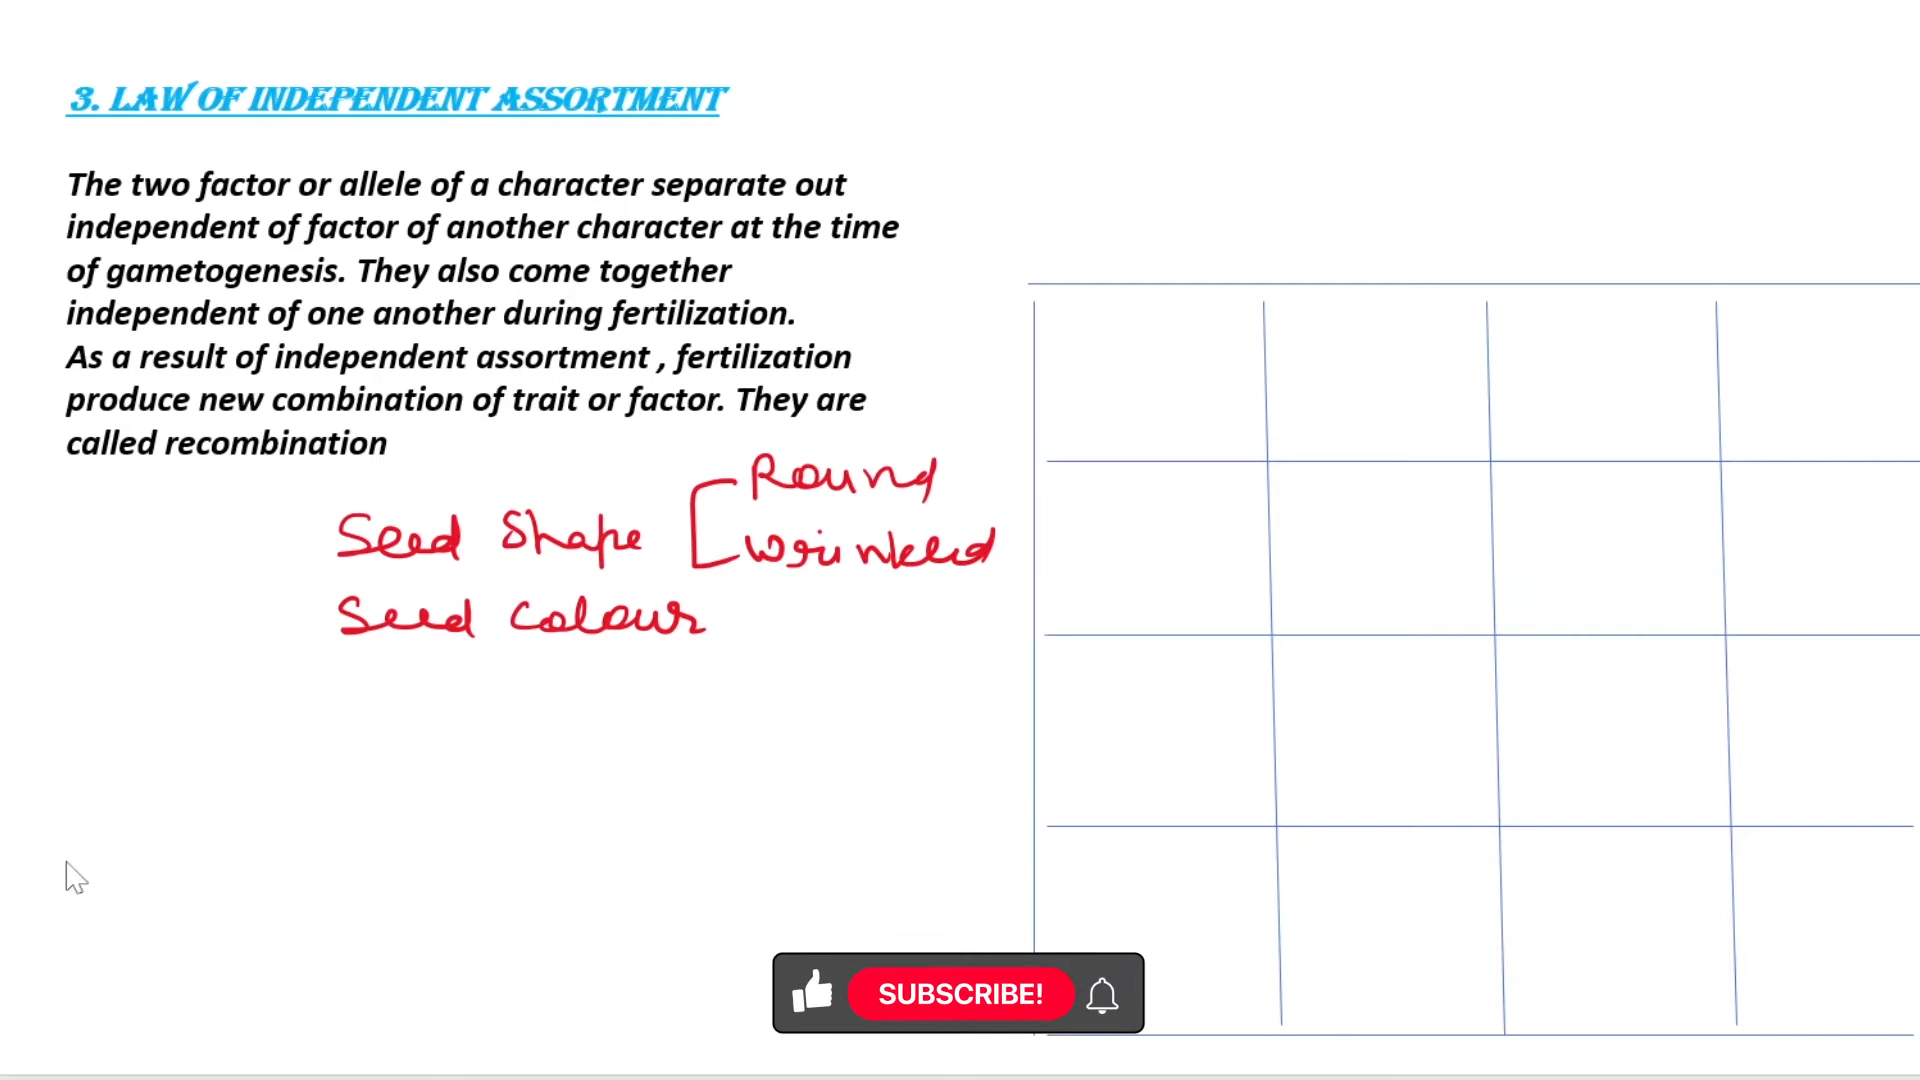 3. LAW OF INDEPENDENT ASSORTMENT
The two factor or allele of a character separate out
independent of factor of another character at the time
of gametogenesis. They also come together
independent of one another during fertilization.
As a result of independent assortment , fertilization
produce new combination of trait or factor. They are
called recombination
Round
Seed Shape
Wrinkled
Seed Colour
SUBSCRIBE!